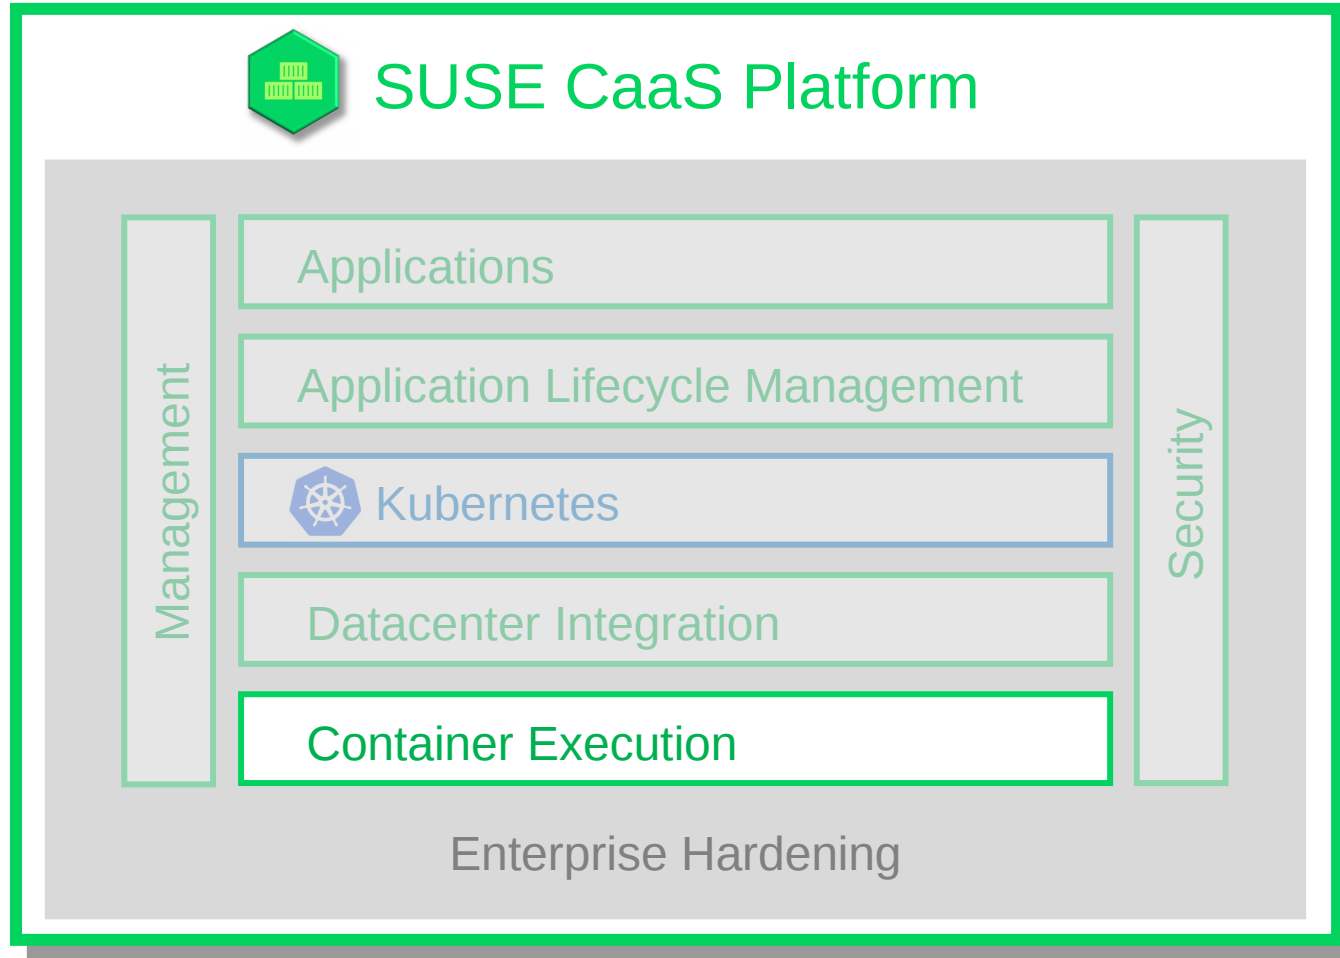 SUSE CaaS Platform
Management
Applications
Application Lifecycle Management
Kubernetes
Datacenter Integration
Container Execution
Security
Enterprise Hardening